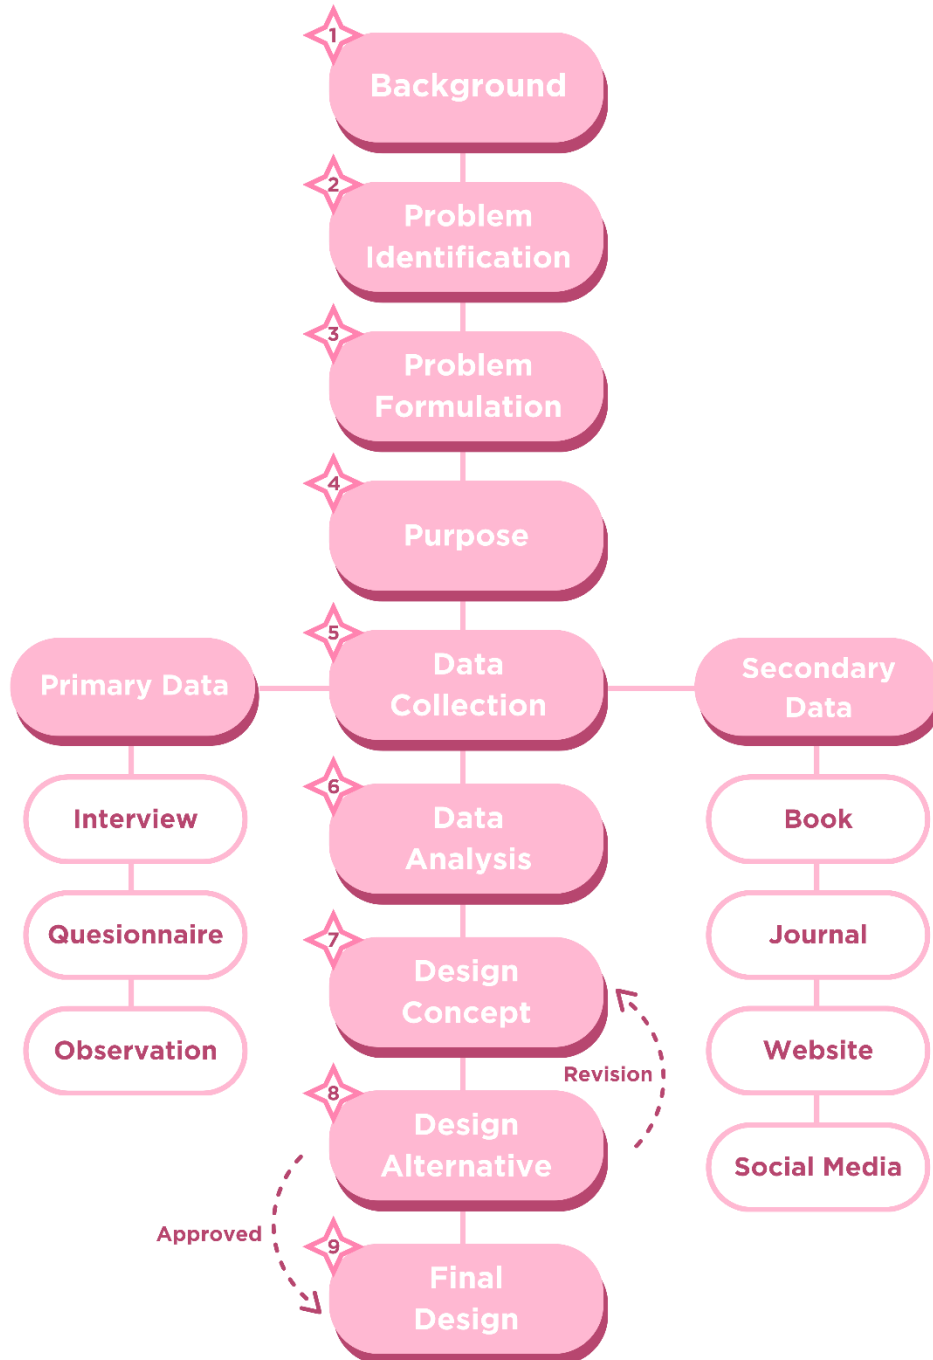 1
Background
2
Problem
Identification
3
Problem
Formulation
4
Purpose
5
Data
Collection
Primary Data
Interview
Quesionnaire
Observation
Secondary
Data
Book
Journal
Website
Social Media
6
Data
Analysis
7
Design
Concept
Revision
8
Design
Alternative
Approved
9
Final
Design